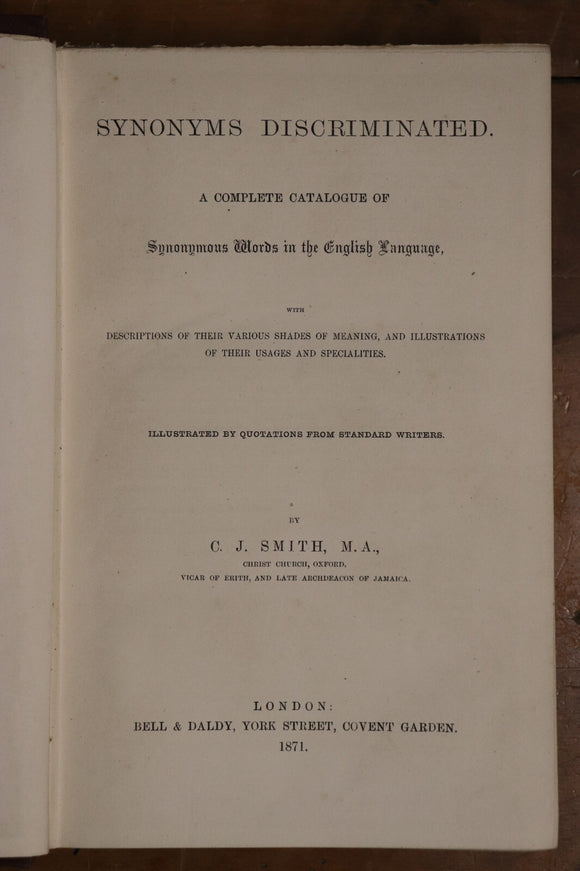 SYNONYMS DISCRIMINATED.
A COMPLETE CATALOGUE OF
Synonymous Words in the English Language,
WITH
DESCRIPTIONS OF THEIR VARIOUS SHADES OF MEANING, AND ILLUSTRATIONS
OF THEIR USAGES AND SPECIALITIES.
ILLUSTRATED BY QUOTATIONS FROM STANDARD WRITERS.
BY
C. J. SMITH, M.A.,
CHRIST CHURCH, OXFORD,
VICAR OF ERITH, AND LATE ARCHDEACON OF JAMAICA.
LONDON:
BELL & DALDY, YORK STREET, COVENT GARDEN.
1871.